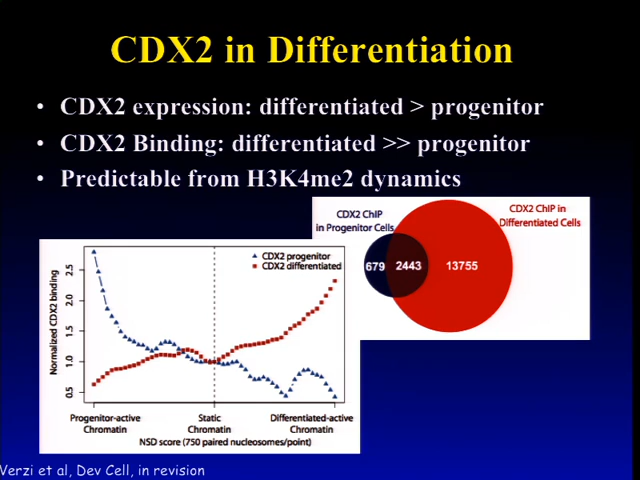 CDX2 in Differentiation
• CDX2 expression: differentiated > progenitor
• CDX2 Binding: differentiated >> progenitor
• Predictable from H3K4me2 dynamics
CDX2 ChIP
in Progenitor Cells
CDX2 ChIP in
Differentiated Cells
679
2443
13755
CDX2 progenitor
CDX2 differentiated
Normalized CDX2 binding
2.5
2.0
1.5
1.0
0.5
Progenitor-active
Chromatin
Static
Chromatin
Differentiated-active
Chromatin
NSD score (750 paired nucleosomes/point)
Verzi et al, Dev Cell, in revision